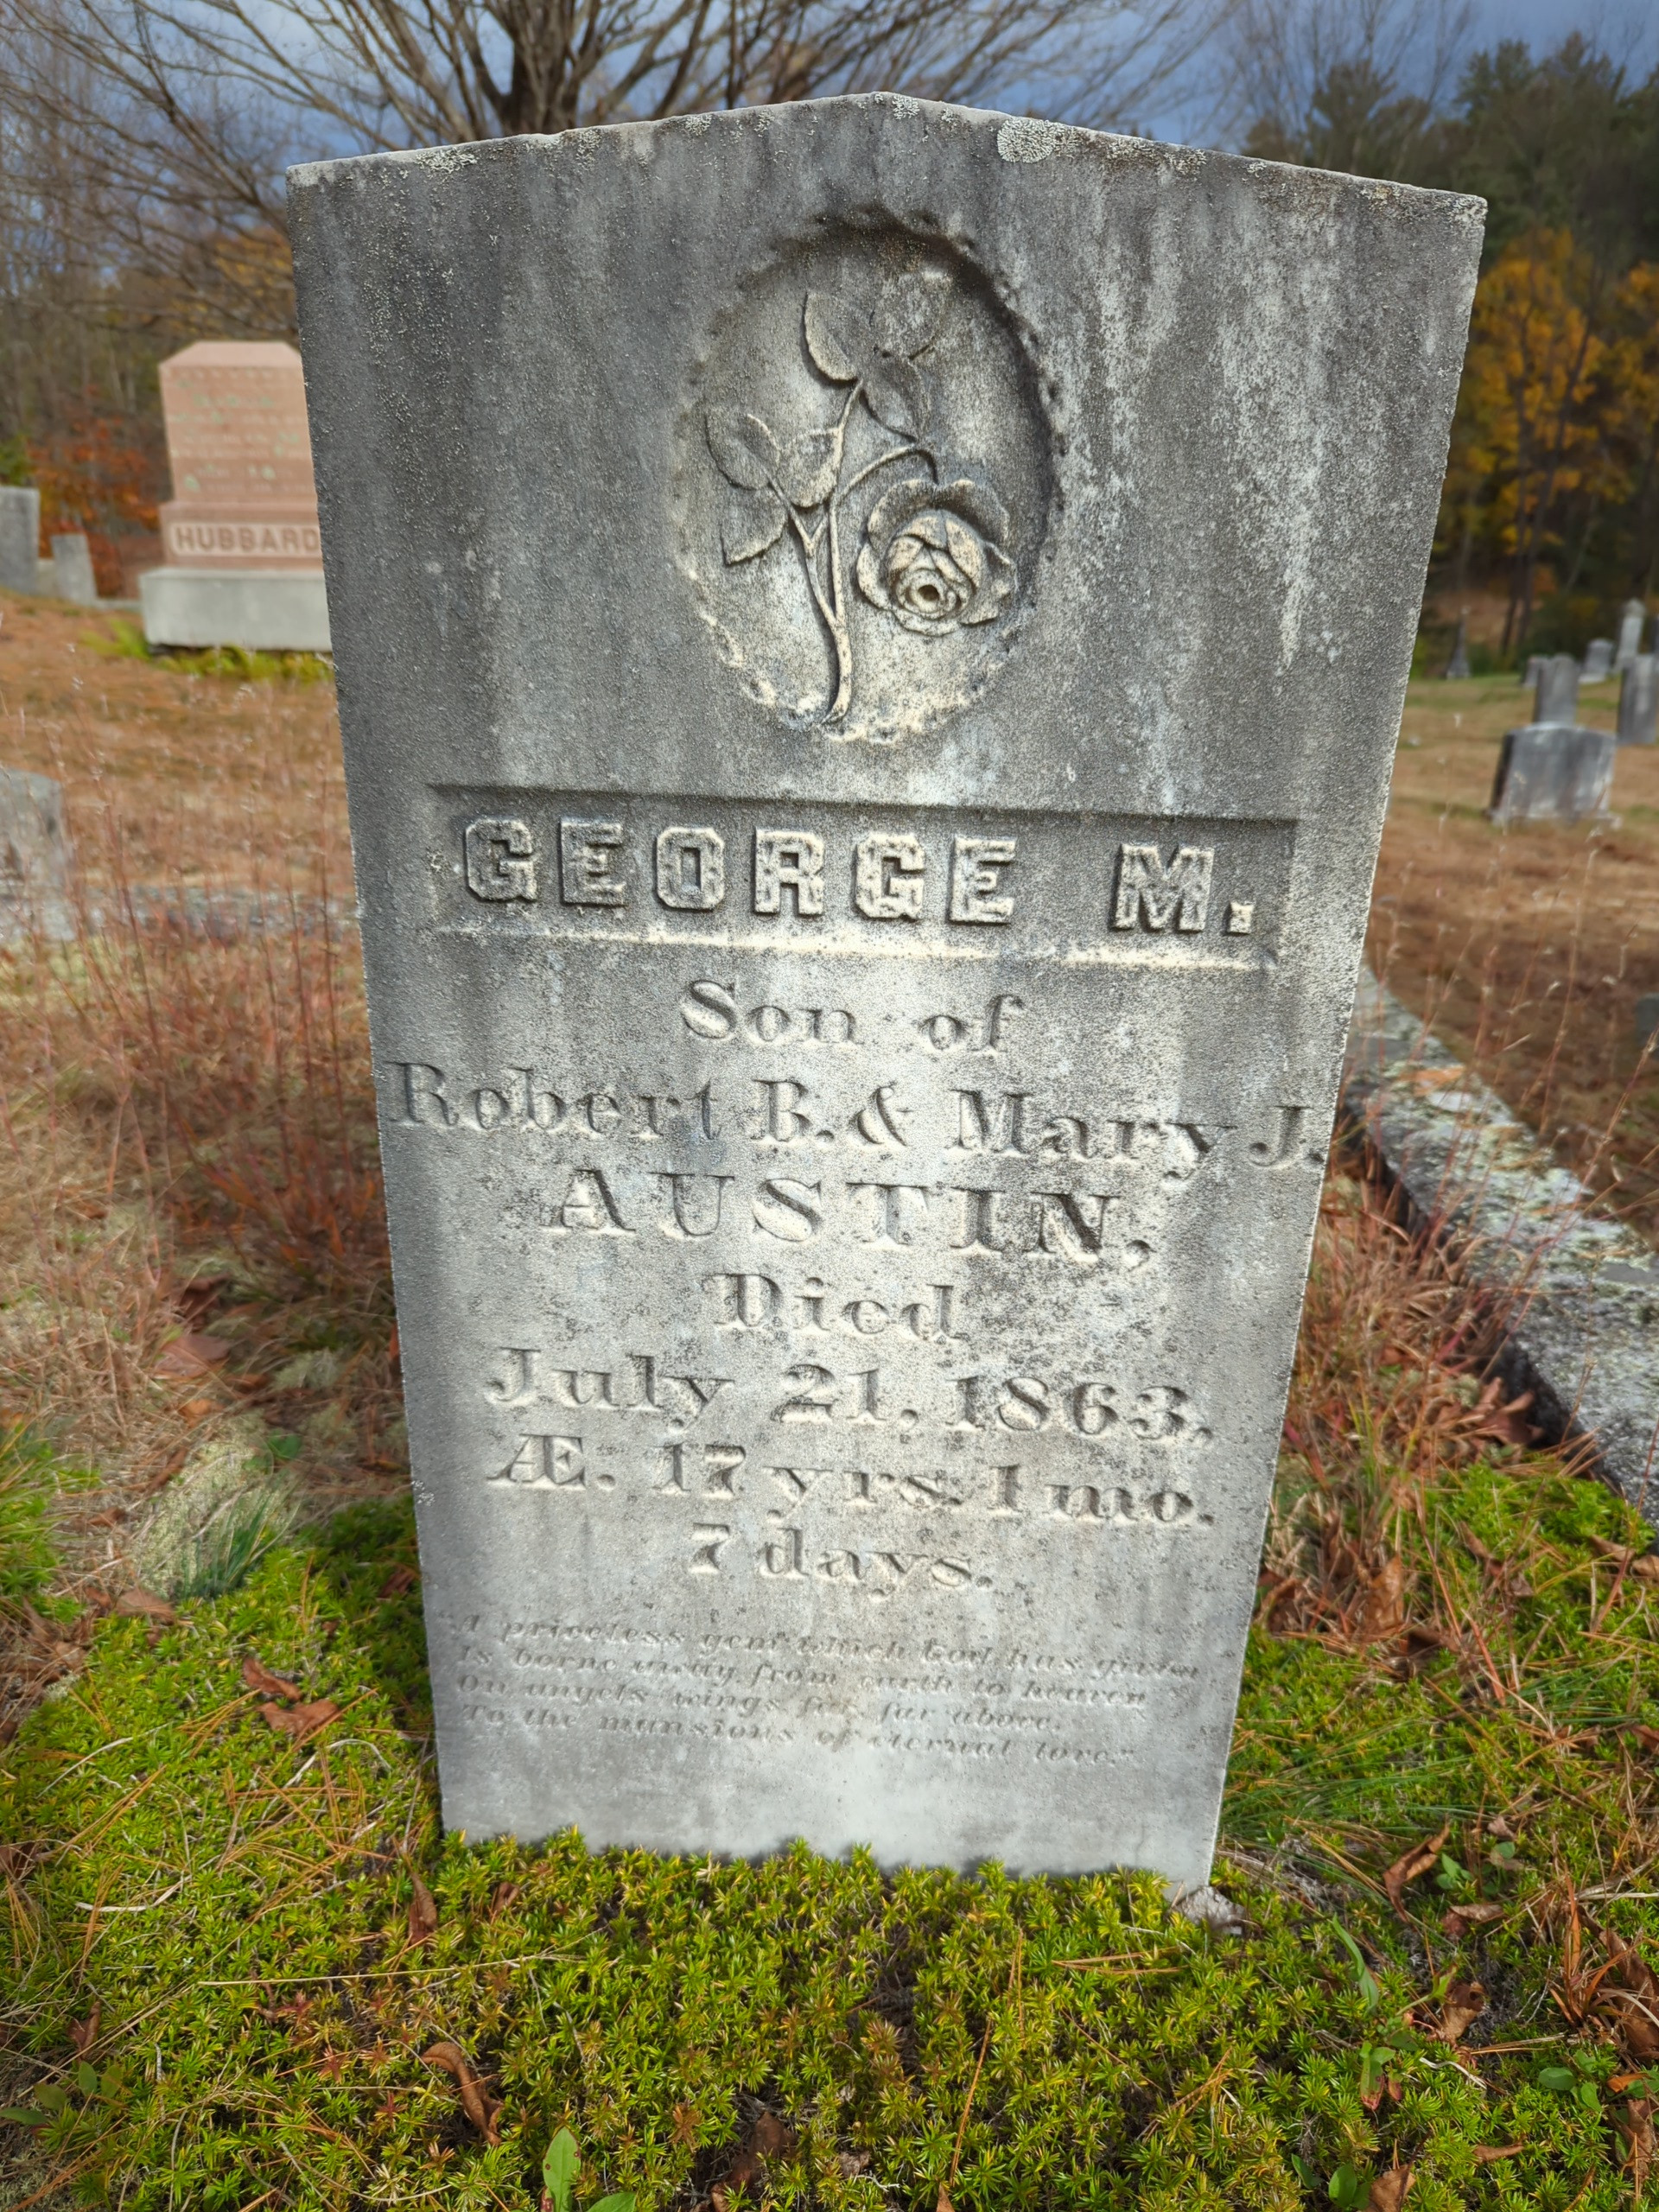 HUBBARD
GEORGE M.
Son of
Robert B. & Mary J.
AUSTIN,
Died
July 21, 1863,
Æ. 17 yrs. 1 mo.
7 days.
"A priceless gem which God has given
Is borne away from earth to heaven
On angels wings far, far above,
To the mansions of eternal love."